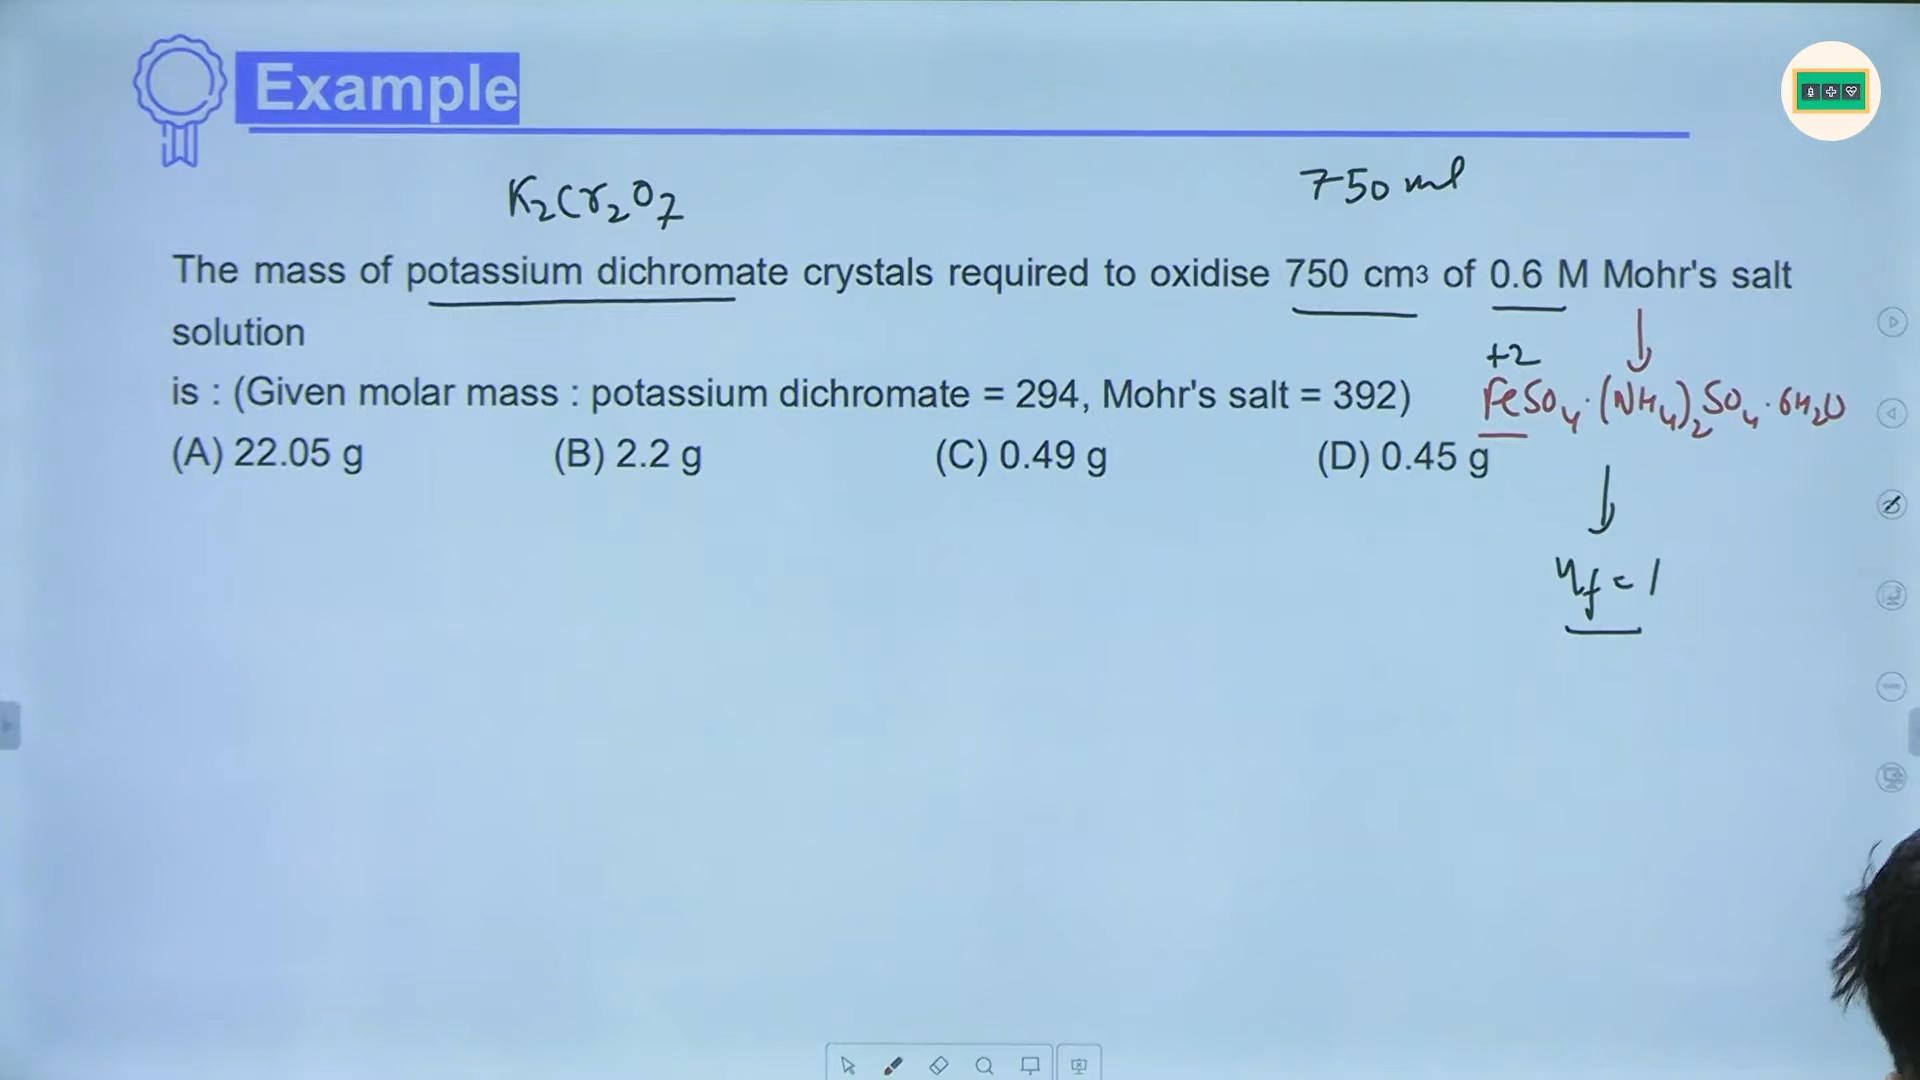 Example
K₂Cr₂O₇
750 ml
The mass of potassium dichromate crystals required to oxidise 750 cm3 of 0.6 M Mohr's salt
solution
+2
is : (Given molar mass : potassium dichromate = 294, Mohr's salt = 392)
FeSO₄·(NH₄)₂SO₄·6H₂O
(A) 22.05 g (B) 2.2 g (C) 0.49 g (D) 0.45 g
ηf = 1